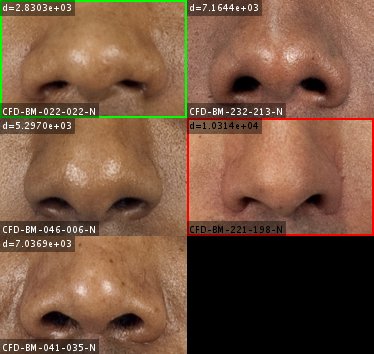 d=2.8303e+03
d=7.1644e+03
CFD-BM-022-022-N
CFD-BM-232-213-N
d=5.2970e+03
d=1.0314e+04
CFD-BM-046-006-N
CFD-BM-221-198-N
d=7.0369e+03
CFD-BM-041-035-N